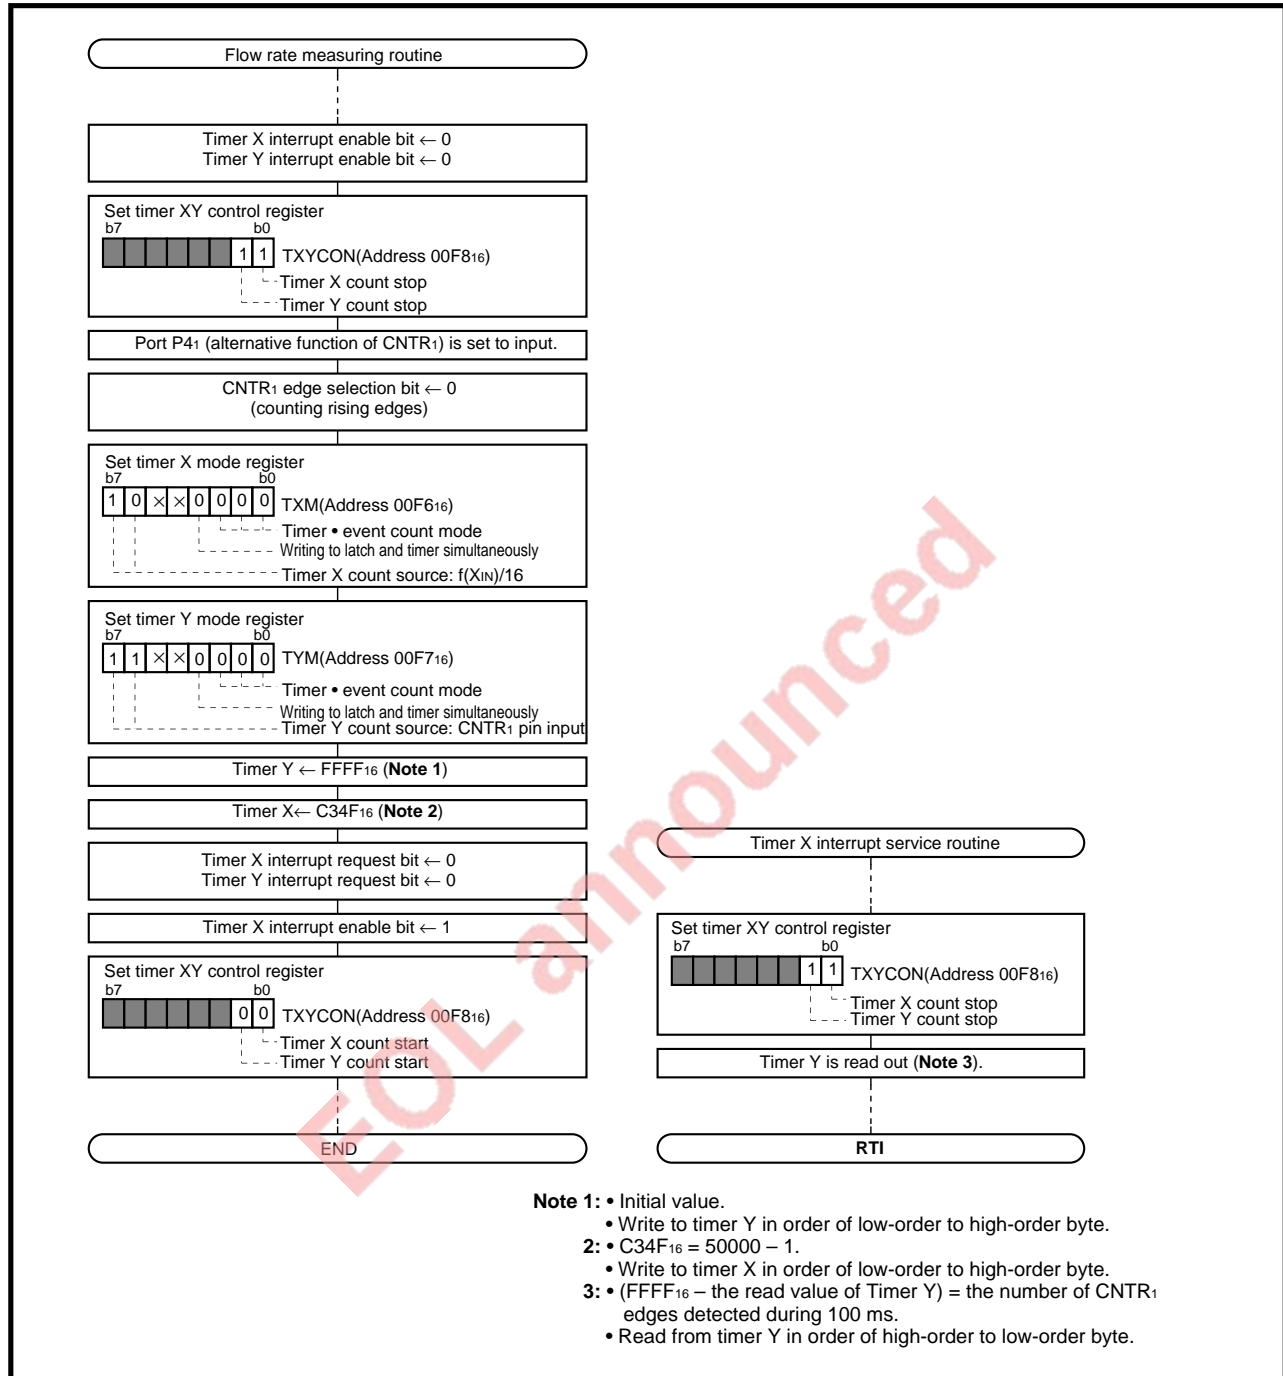 Flow rate measuring routine
Timer X interrupt enable bit ← 0
Timer Y interrupt enable bit ← 0
Set timer XY control register
b7 b0
1 1 TXYCON(Address 00F816)
Timer X count stop
Timer Y count stop
Port P41 (alternative function of CNTR1) is set to input.
CNTR1 edge selection bit ← 0
(counting rising edges)
Set timer X mode register
b7 b0
1 0 × × 0 0 0 0 TXM(Address 00F616)
Timer • event count mode
Writing to latch and timer simultaneously
Timer X count source: f(XIN)/16
Set timer Y mode register
b7 b0
1 1 × × 0 0 0 0 TYM(Address 00F716)
Timer • event count mode
Writing to latch and timer simultaneously
Timer Y count source: CNTR1 pin input
Timer Y ← FFFF16 (Note 1)
Timer X← C34F16 (Note 2)
Timer X interrupt request bit ← 0
Timer Y interrupt request bit ← 0
Timer X interrupt enable bit ← 1
Set timer XY control register
b7 b0
0 0 TXYCON(Address 00F816)
Timer X count start
Timer Y count start
END
Timer X interrupt service routine
Set timer XY control register
b7 b0
1 1 TXYCON(Address 00F816)
Timer X count stop
Timer Y count stop
Timer Y is read out (Note 3).
RTI
Note 1: • Initial value.
• Write to timer Y in order of low-order to high-order byte.
2: • C34F16 = 50000 – 1.
• Write to timer X in order of low-order to high-order byte.
3: • (FFFF16 – the read value of Timer Y) = the number of CNTR1
edges detected during 100 ms.
• Read from timer Y in order of high-order to low-order byte.
EOL announced